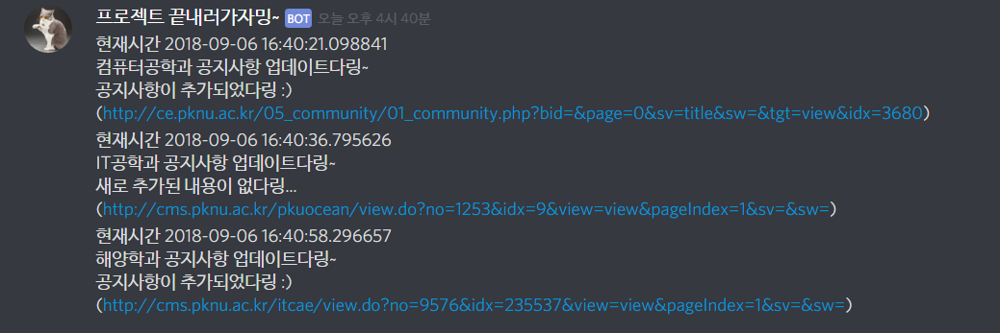 프로젝트 끝내러가자밍~ BOT 오늘 오후 4시 40분
현재시간 2018-09-06 16:40:21.098841
컴퓨터공학과 공지사항 업데이트다링~
공지사항이 추가되었다링 :)
(http://ce.pknu.ac.kr/05_community/01_community.php?bid=&page=0&sv=title&sw=&tgt=view&idx=3680)
현재시간 2018-09-06 16:40:36.795626
IT공학과 공지사항 업데이트다링~
새로 추가된 내용이 없다링...
(http://cms.pknu.ac.kr/pkuocean/view.do?no=1253&idx=9&view=view&pageIndex=1&sv=&sw=)
현재시간 2018-09-06 16:40:58.296657
해양학과 공지사항 업데이트다링~
공지사항이 추가되었다링 :)
(http://cms.pknu.ac.kr/itcae/view.do?no=9576&idx=235537&view=view&pageIndex=1&sv=&sw=)